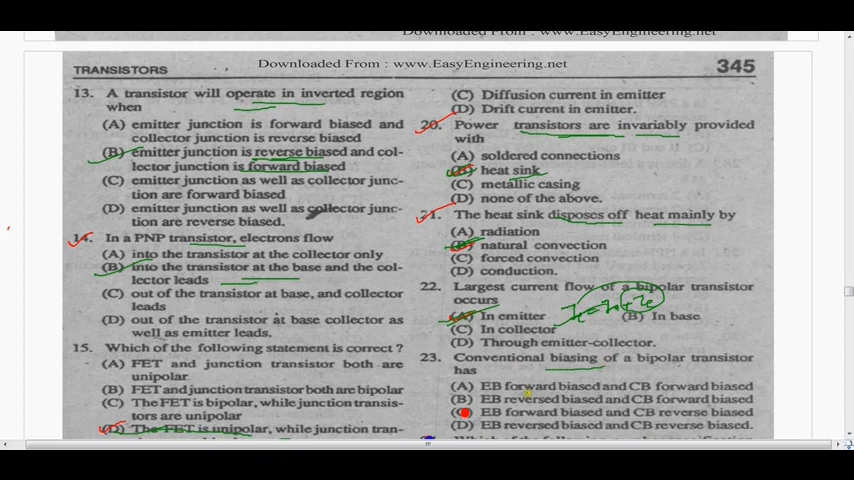 Downloaded From : www.EasyEngineering.net
Downloaded From : www.EasyEngineering.net
TRANSISTORS
345
13. A transistor will operate in inverted region
when
(A) emitter junction is forward biased and
collector junction is reverse biased
(B) emitter junction is reverse biased and col-
lector junction is forward biased
(C) emitter junction as well as collector junc-
tion are forward biased
(D) emitter junction as well as collector junc-
tion are reverse biased.
14. In a PNP transistor, electrons flow
(A) into the transistor at the collector only
(B) into the transistor at the base and the col-
lector leads
(C) out of the transistor at base, and collector
leads
(D) out of the transistor at base collector as
well as emitter leads.
15. Which of the following statement is correct ?
(A) FET and junction transistor both are
unipolar
(B) FET and junction transistor both are bipolar
(C) The FET is bipolar, while junction transis-
tors are unipolar
(D) The FET is unipolar, while junction tran-
(C) Diffusion current in emitter
(D) Drift current in emitter.
20. Power transistors are invariably provided
with
(A) soldered connections
(B) heat sink
(C) metallic casing
(D) none of the above.
21. The heat sink disposes off heat mainly by
(A) radiation
(B) natural convection
(C) forced convection
(D) conduction.
22. Largest current flow of a bipolar transistor
occurs
(A) In emitter (B) In base
(C) In collector
(D) Through emitter-collector.
23. Conventional biasing of a bipolar transistor
has
(A) EB forward biased and CB forward biased
(B) EB reversed biased and CB forward biased
(C) EB forward biased and CB reverse biased
(D) EB reversed biased and CB reverse biased.